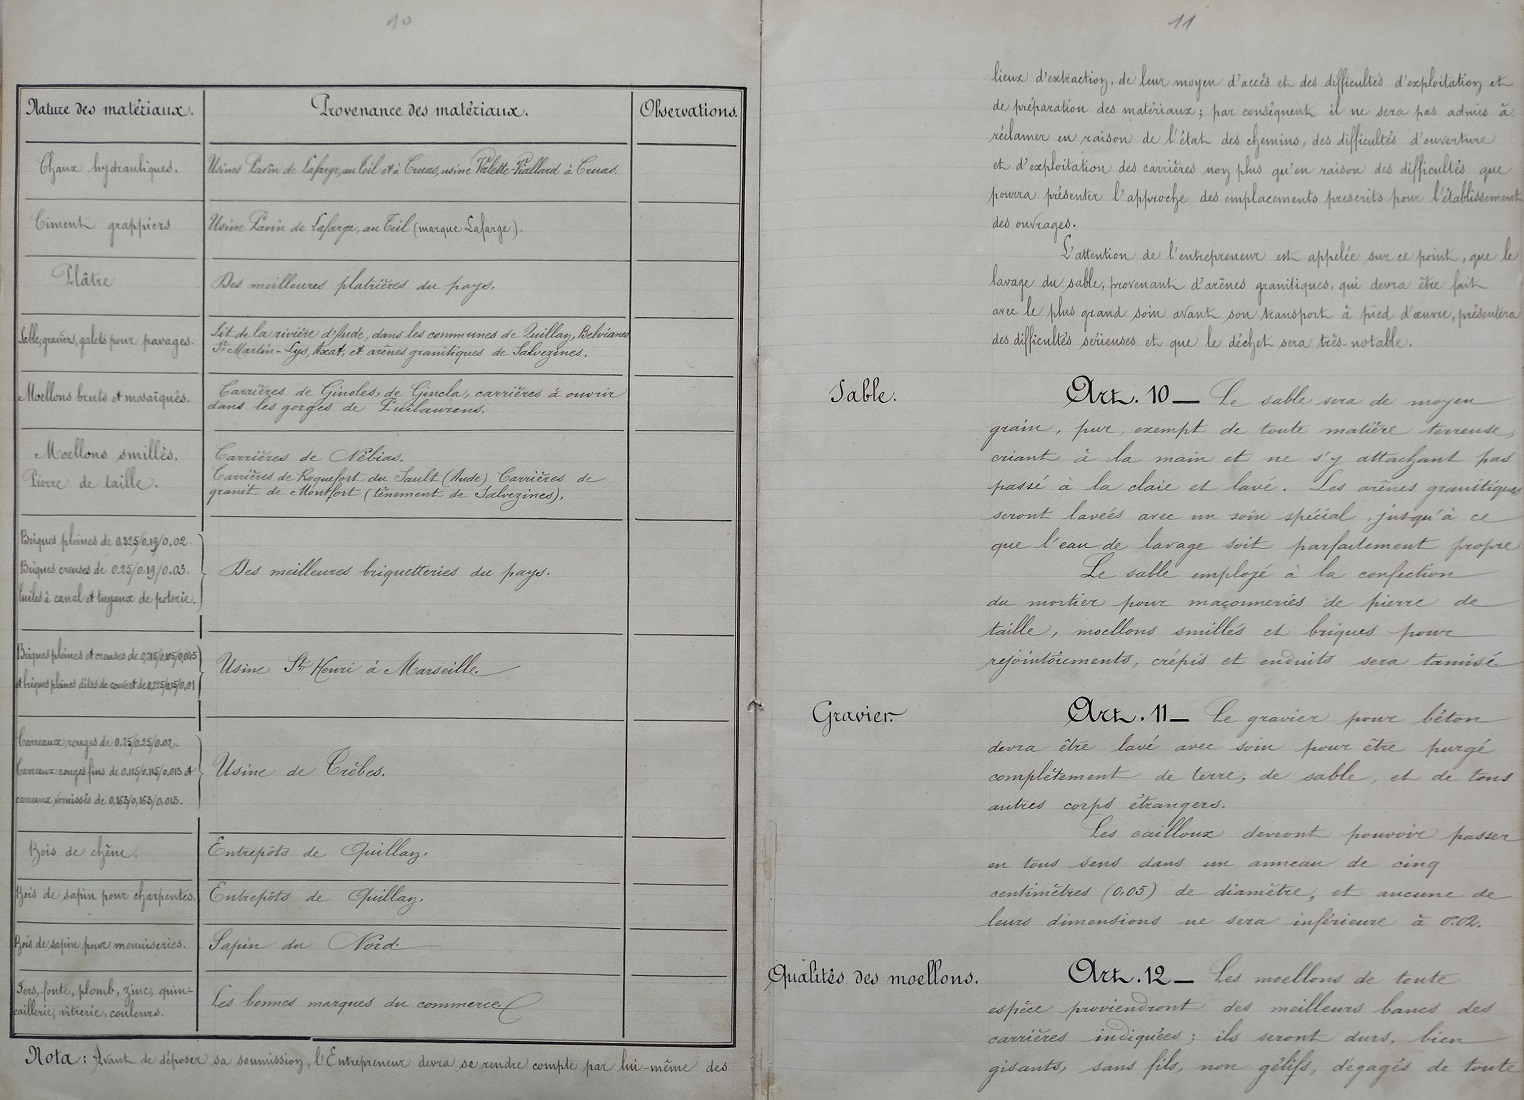 10
Nature des matériaux. Provenance des matériaux. Observations.
Chaux hydrauliques. Usines Pavin de Lafarge, au Teil et à Cruas, usine Valette-Viallard à Cruas.
Ciment grappiers Usine Pavin de Lafarge, au Teil (marque Lafarge).
Plâtre Des meilleures platrières du pays.
Sable, graviers, galets pour pavages. Lit de la rivière d'Aude, dans les communes de Quillan, Belvianes
St Martin-Lys, Axat, et arènes granitiques de Salvezines.
Moellons bruts et mosaïqués. Carrières de Ginoles, de Gincla, carrières à ouvrir
dans les gorges de Puilaurens.
Moellons smillés. Carrières de Nébias.
Pierre de taille. Carrières de Roquefort du Sault (Aude) Carrières de
granit de Montfort (tènement de Salvezines).
Briques pleines de 0.225/0.19/0.02.
Briques creuses de 0.25/0.19/0.03. Des meilleures briquetteries du pays.
Tuiles à canal et tuyaux de poterie.
Briques pleines et creuses de 0,215/0,105/0,045
et briques pleines dites de couvert de 0,225/0,15/0,01 Usine St Henri à Marseille.
Carreaux rouges de 0.25/0.25/0.02.
Carreaux rouges fins de 0,115/0,115/0,013 et Usine de Trèbes.
carreaux vernissés de 0,163/0,163/0,013.
Bois de chêne. Entrepôts de Quillan.
Bois de sapin pour charpentes. Entrepôts de Quillan.
Bois de sapin pour menuiseries. Sapin du Nord.
Fers, fonte, plomb, zinc, quin-
caillerie, vitrerie, couleurs. Les bonnes marques du commerce.
Nota : Avant de déposer sa soumission, l'Entrepreneur devra se rendre compte par lui-même des
11
lieux d'extraction, de leur moyen d'accès et des difficultés d'exploitation et
de préparation des matériaux ; par conséquent il ne sera pas admis à
réclamer en raison de l'état des chemins, des difficultés d'ouverture
et d'exploitation des carrières non plus qu'en raison des difficultés que
pourra présenter l'approche des emplacements prescrits pour l'établissement
des ouvrages.
L'attention de l'entrepreneur est appelée sur ce point, que le
lavage du sable, provenant d'arènes granitiques, qui devra être fait
avec le plus grand soin avant son transport à pied d'œuvre, présentera
des difficultés sérieuses et que le déchet sera très-notable.
Sable.
Art. 10 — Le sable sera de moyen
grain, pur, exempt de toute matière terreuse,
criant à la main et ne s'y attachant pas
passé à la claie et lavé. Les arènes granitiques
seront lavées avec un soin spécial, jusqu'à ce
que l'eau de lavage soit parfaitement propre
Le sable employé à la confection
du mortier pour maçonneries de pierre de
taille, moellons smillés et briques pour
rejointoiements, crépis et enduits sera tamisé
Gravier.
Art. 11 — Le gravier pour béton
devra être lavé avec soin pour être purgé
complètement de terre, de sable, et de tous
autres corps étrangers.
Les cailloux devront pouvoir passer
en tous sens dans un anneau de cinq
centimètres (0.05) de diamètre, et aucune de
leurs dimensions ne sera inférieure à 0.02.
Qualités des moellons.
Art. 12 — Les moellons de toute
espèce proviendront des meilleurs bancs des
carrières indiquées ; ils seront durs, bien
gisants, sans fils, non gélifs, dégagés de toute